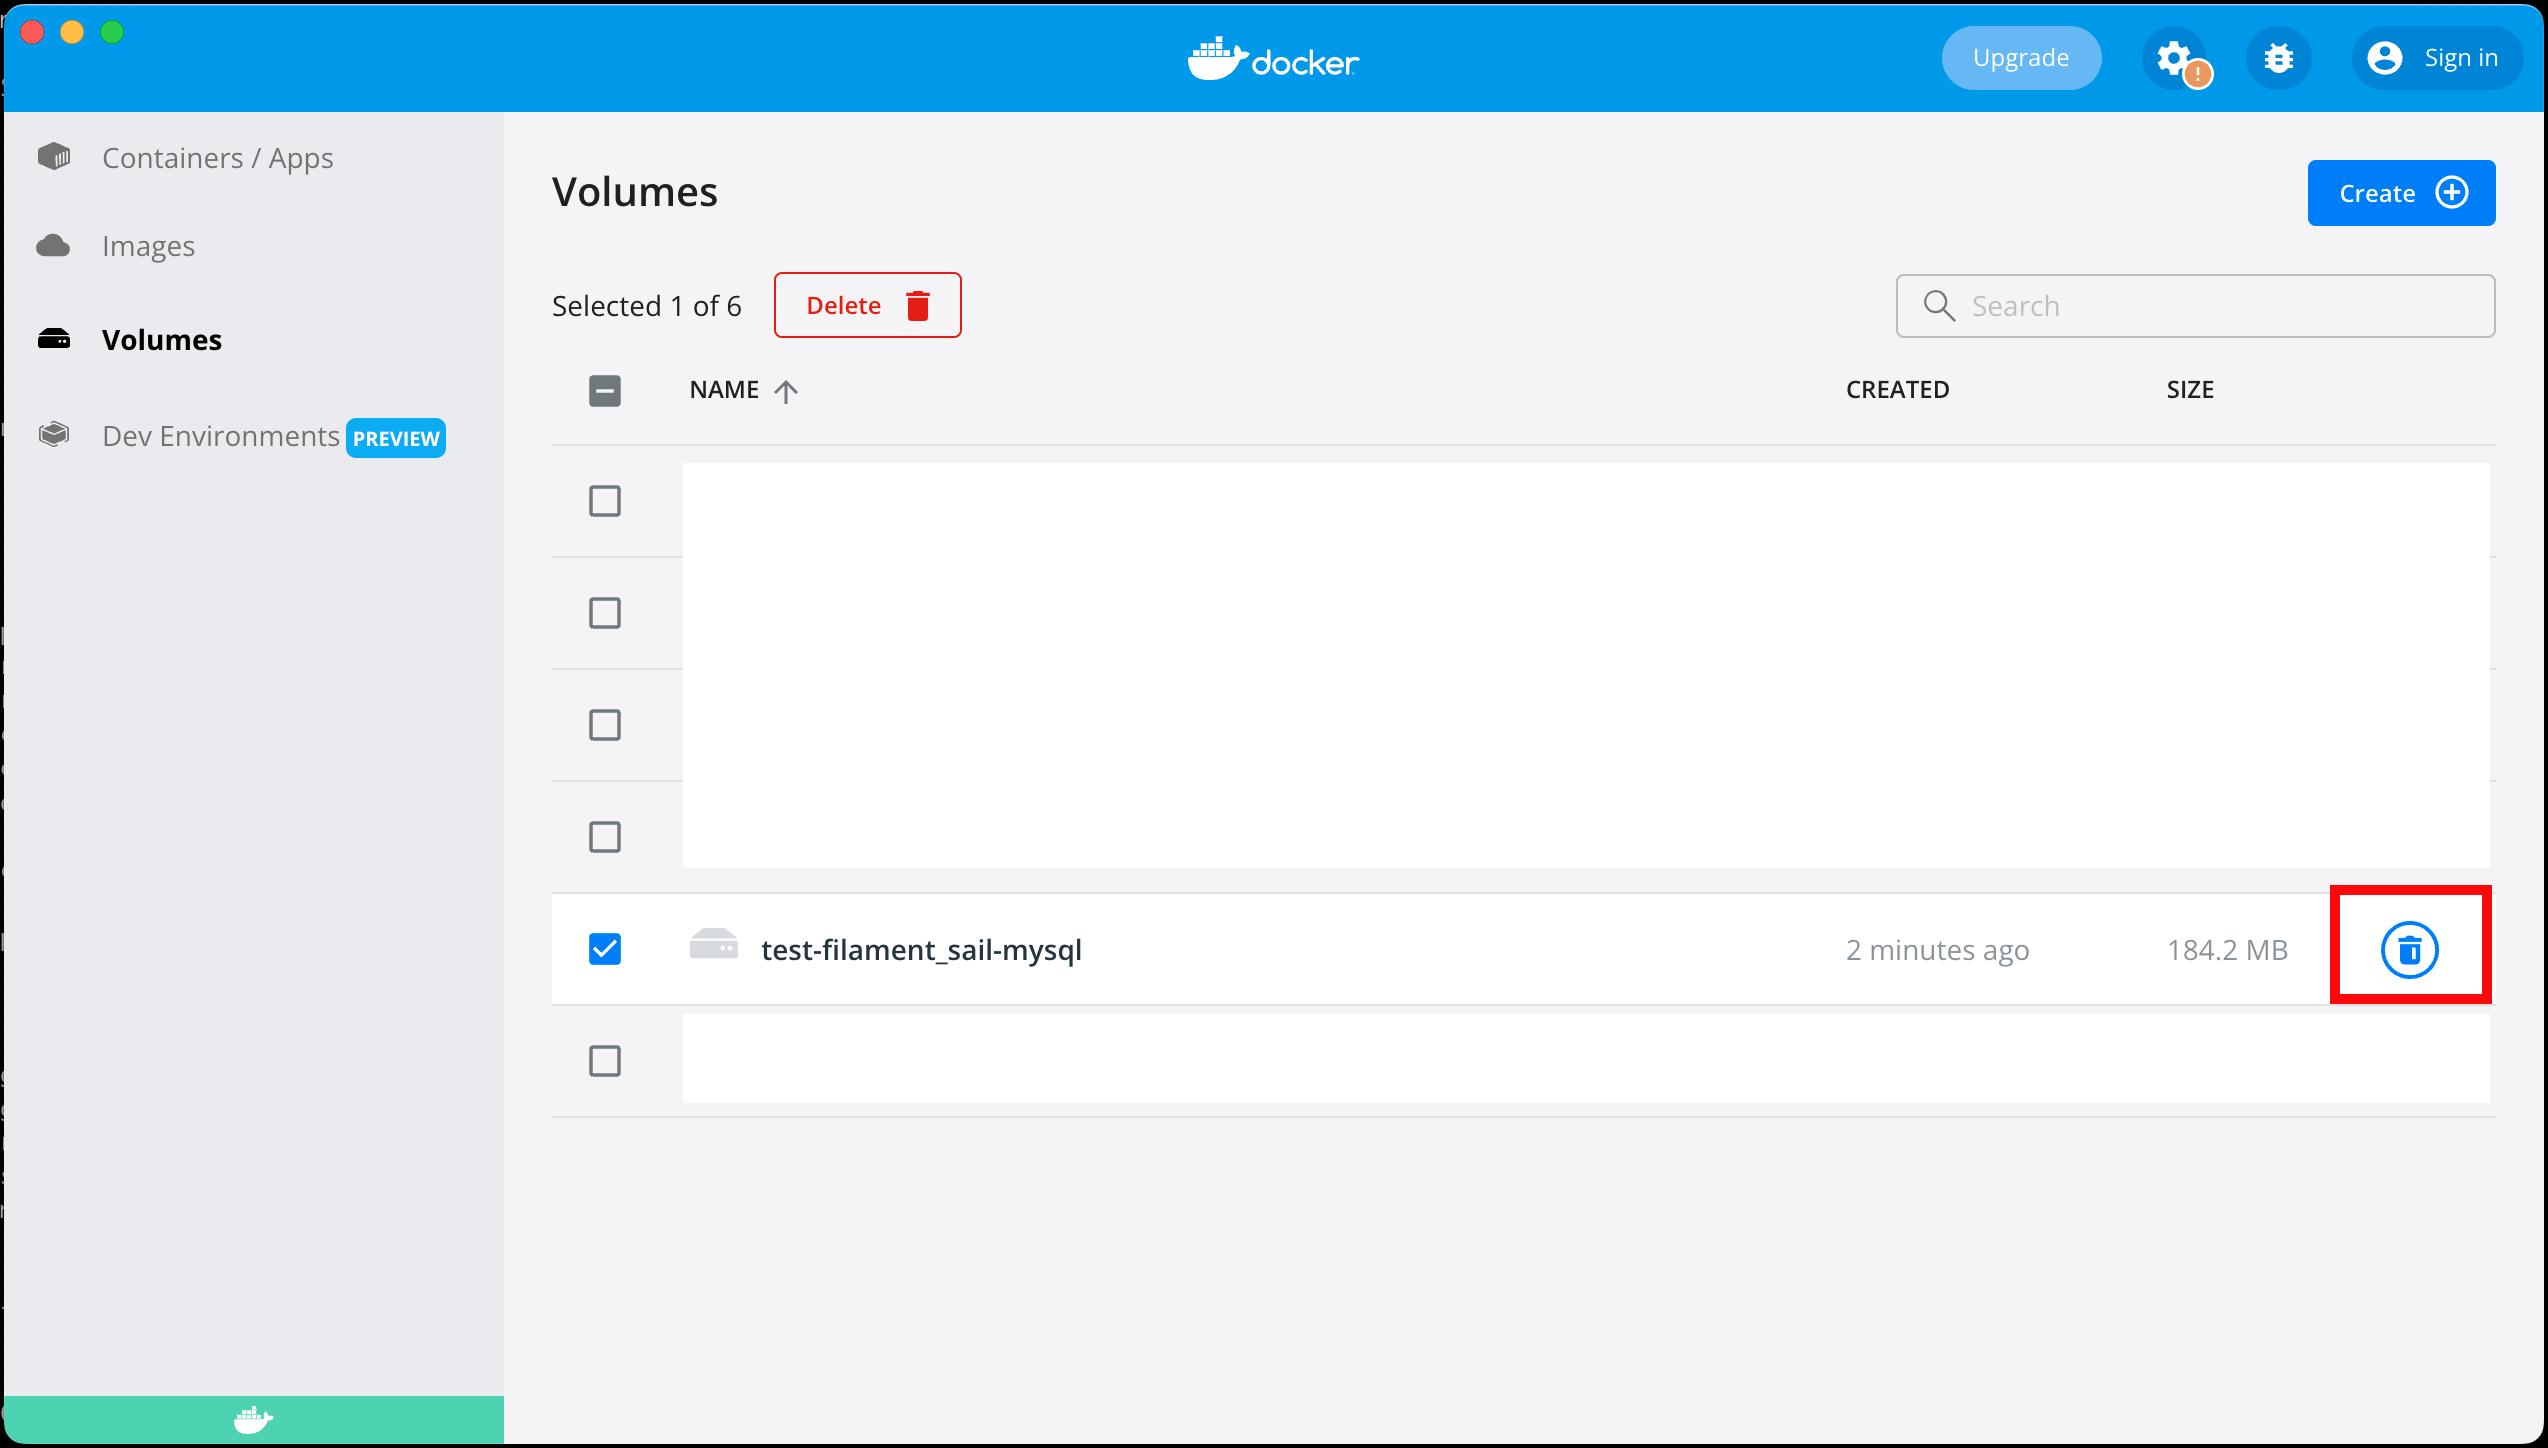 docker
Upgrade
Sign in
Containers / Apps
Images
Volumes
Dev Environments PREVIEW
Volumes
Create
Selected 1 of 6
Delete
Search
NAME
CREATED
SIZE
test-filament_sail-mysql
2 minutes ago
184.2 MB